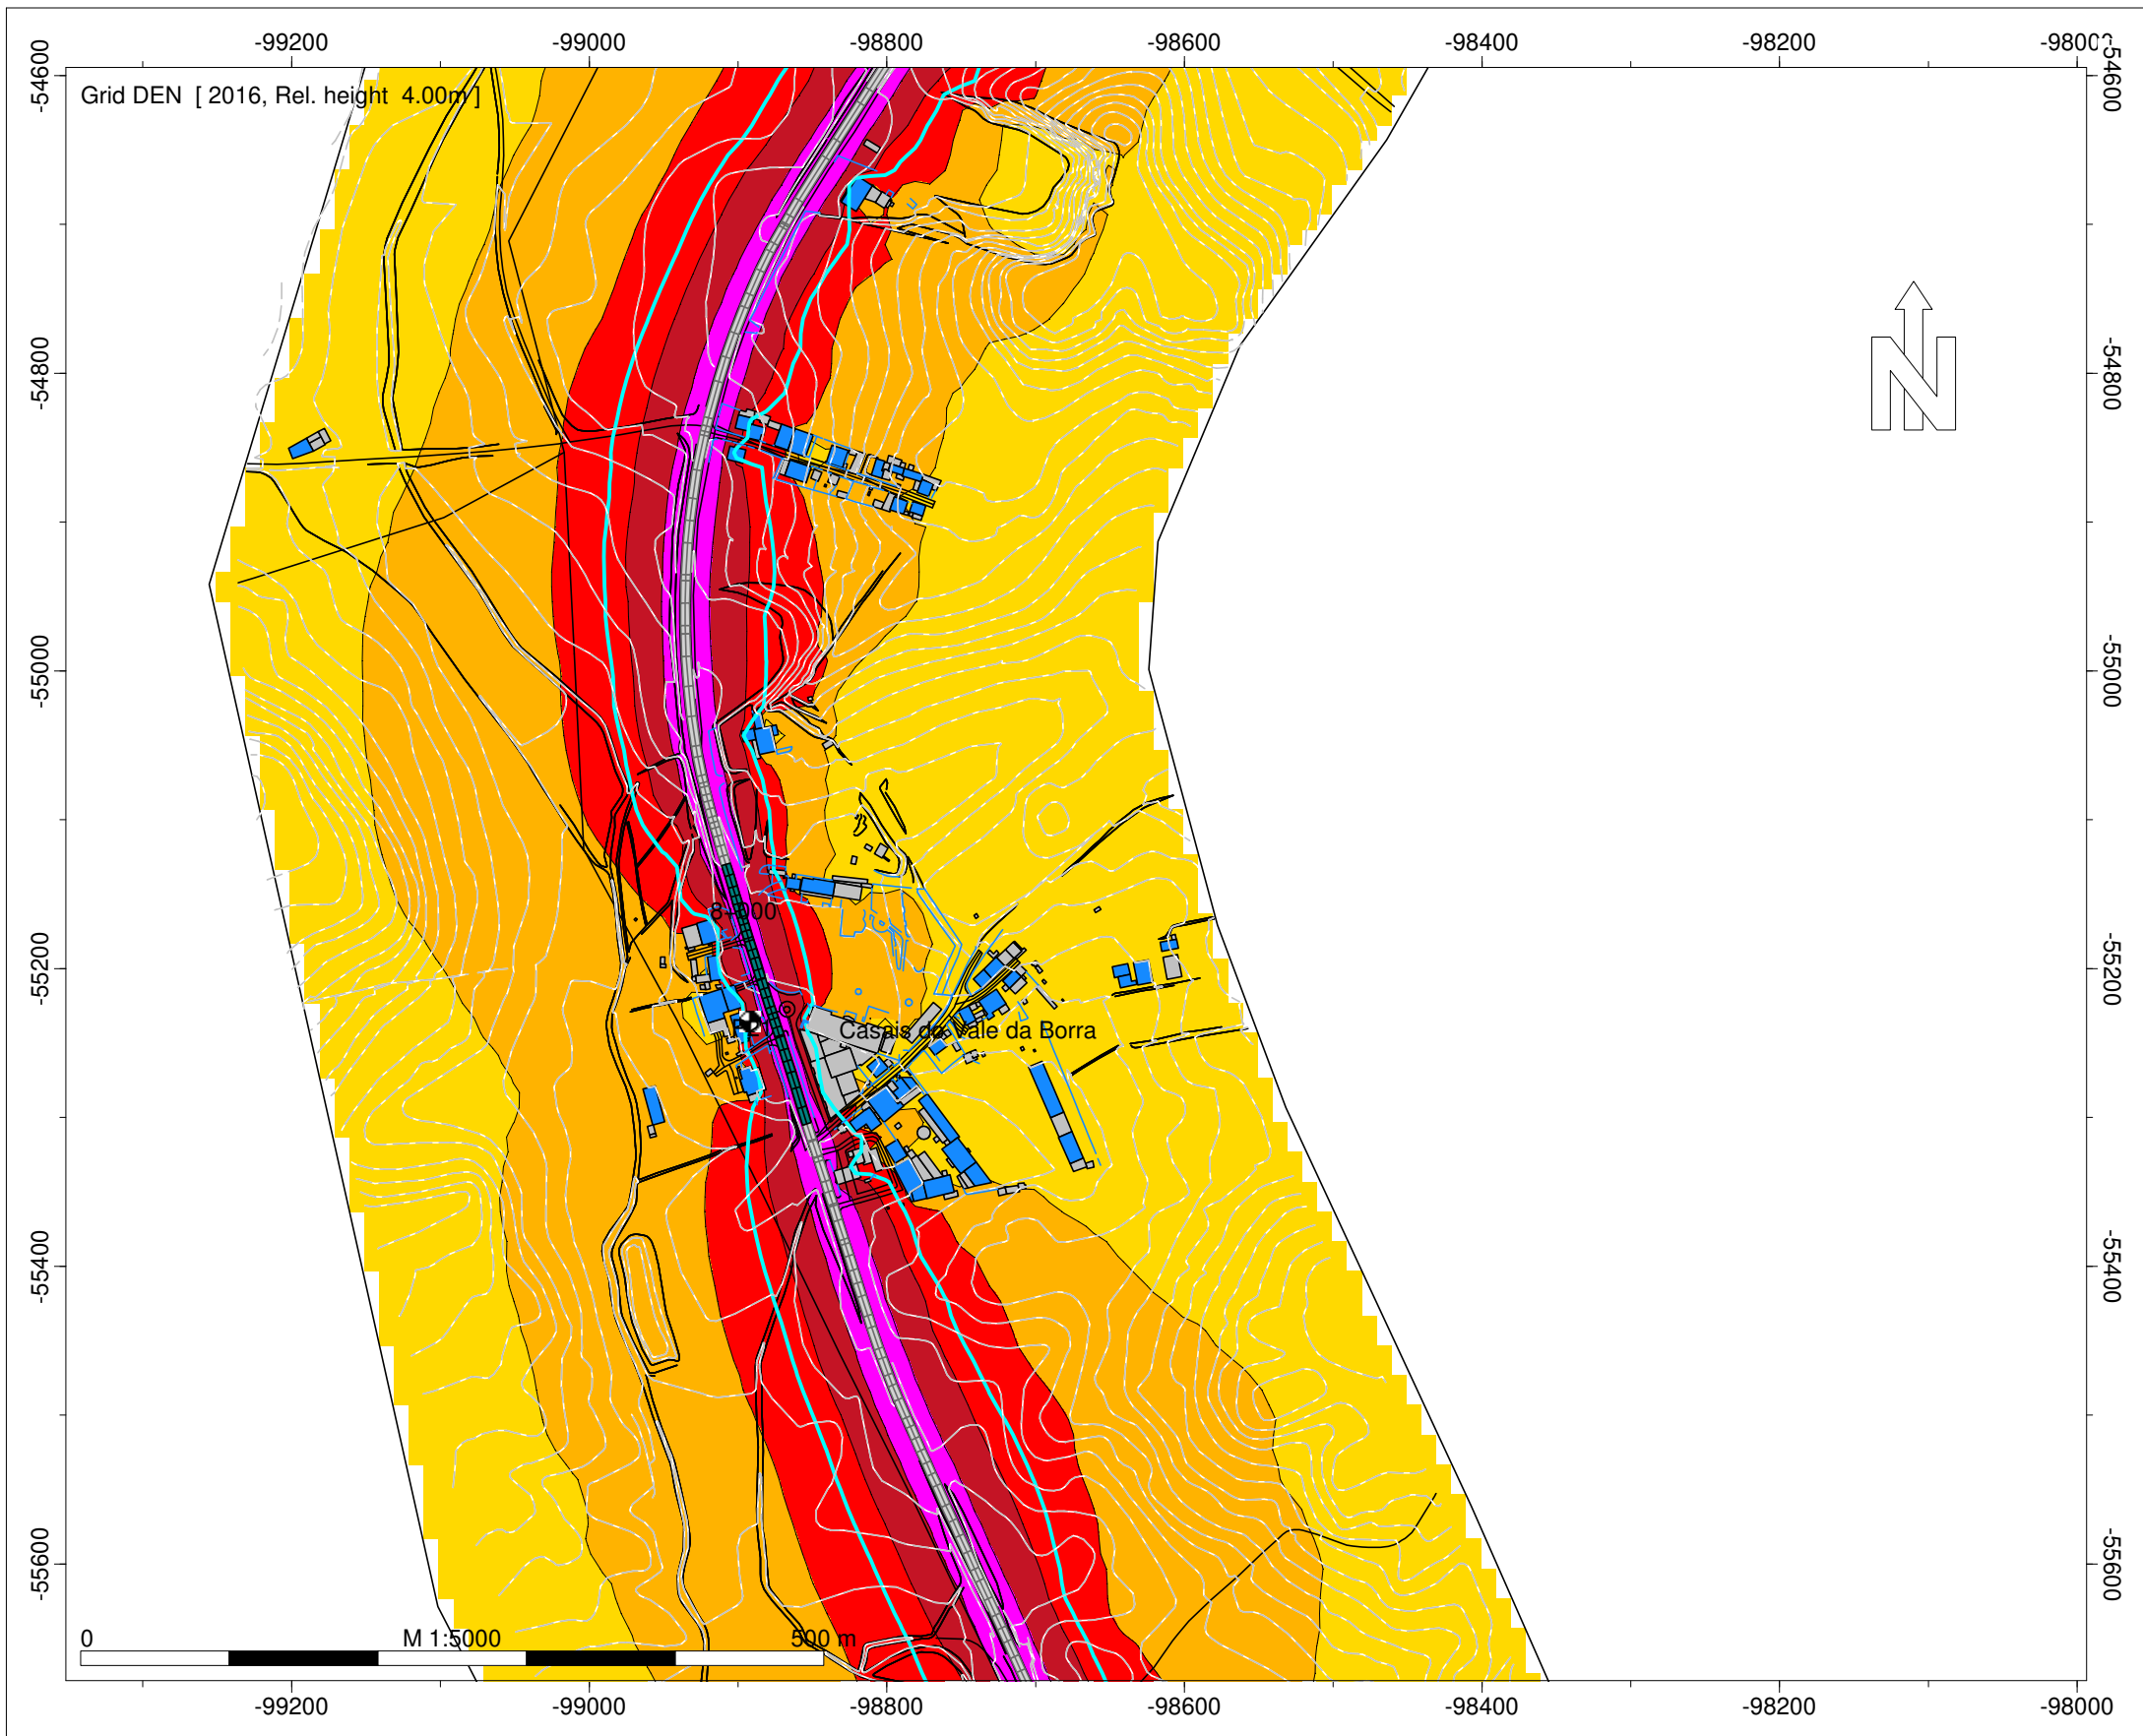 -99200 -99000 -98800 -98600 -98400 -98200 -98000
Grid DEN [ 2016, Rel. height 4.00m ]
-54600 -54600
N
-54800 -54800
-55000 -55000
-55200 -55200
Casais do Vale da Borra
-55400 -55400
-55600 -55600
0 M 1:5000 500 m
-99200 -99000 -98800 -98600 -98400 -98200 -98000